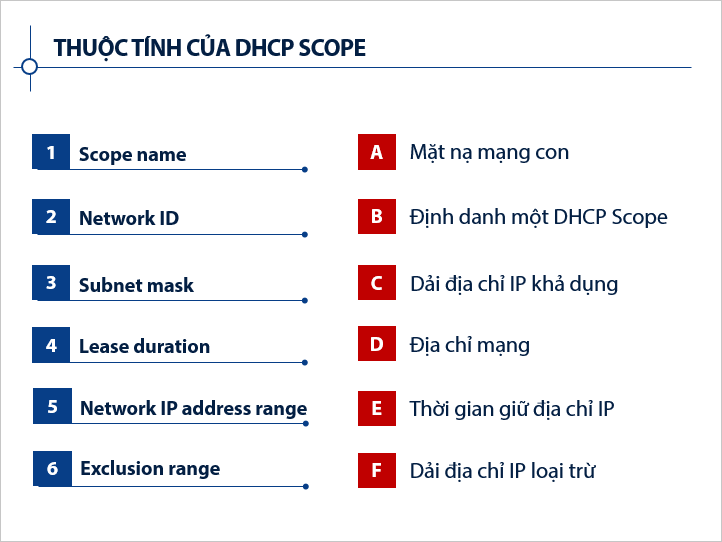 THUỘC TÍNH CỦA DHCP SCOPE
1 Scope name
A Mặt nạ mạng con
2 Network ID
B Định danh một DHCP Scope
3 Subnet mask
C Dải địa chỉ IP khả dụng
4 Lease duration
D Địa chỉ mạng
5 Network IP address range
E Thời gian giữ địa chỉ IP
6 Exclusion range
F Dải địa chỉ IP loại trừ